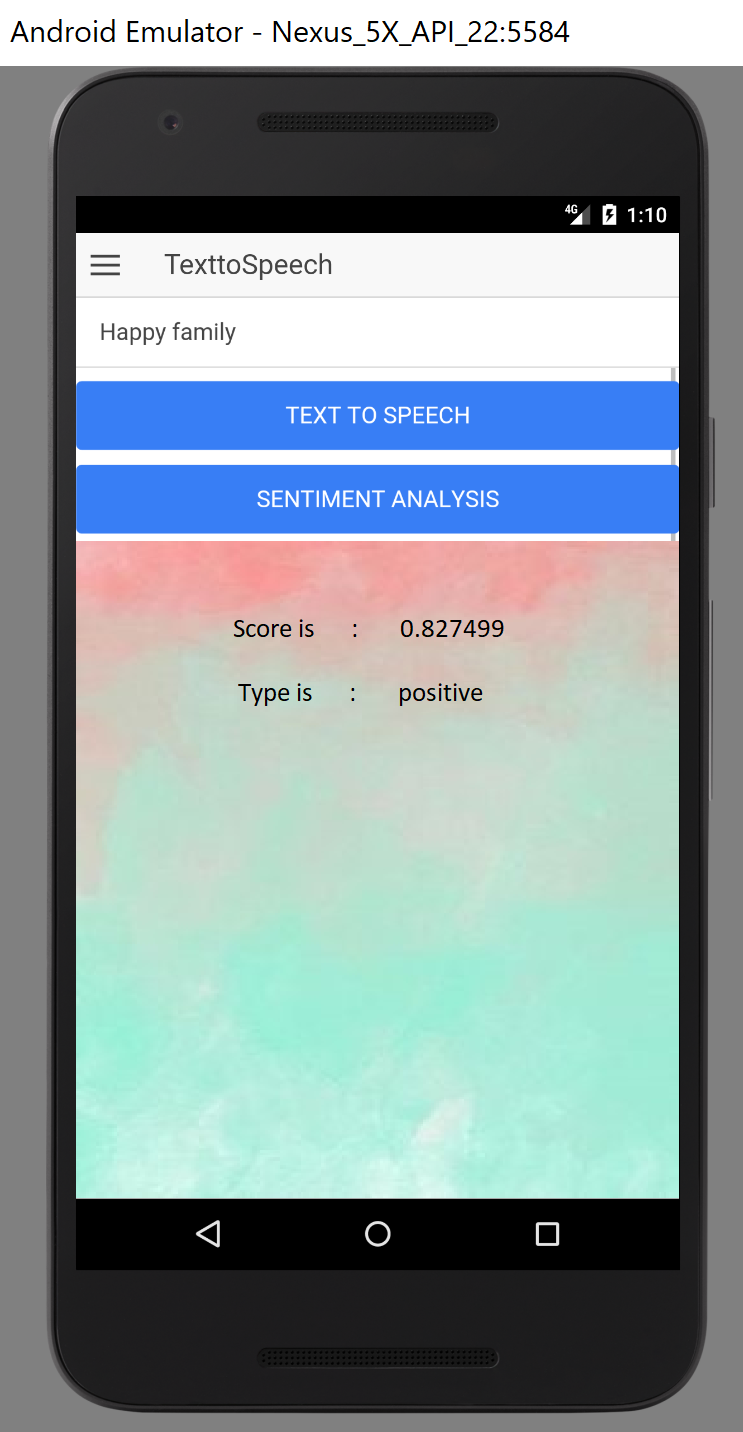 Android Emulator - Nexus_5X_API_22:5584
4G 1:10
TexttoSpeech
Happy family
TEXT TO SPEECH
SENTIMENT ANALYSIS
Score is : 0.827499
Type is : positive